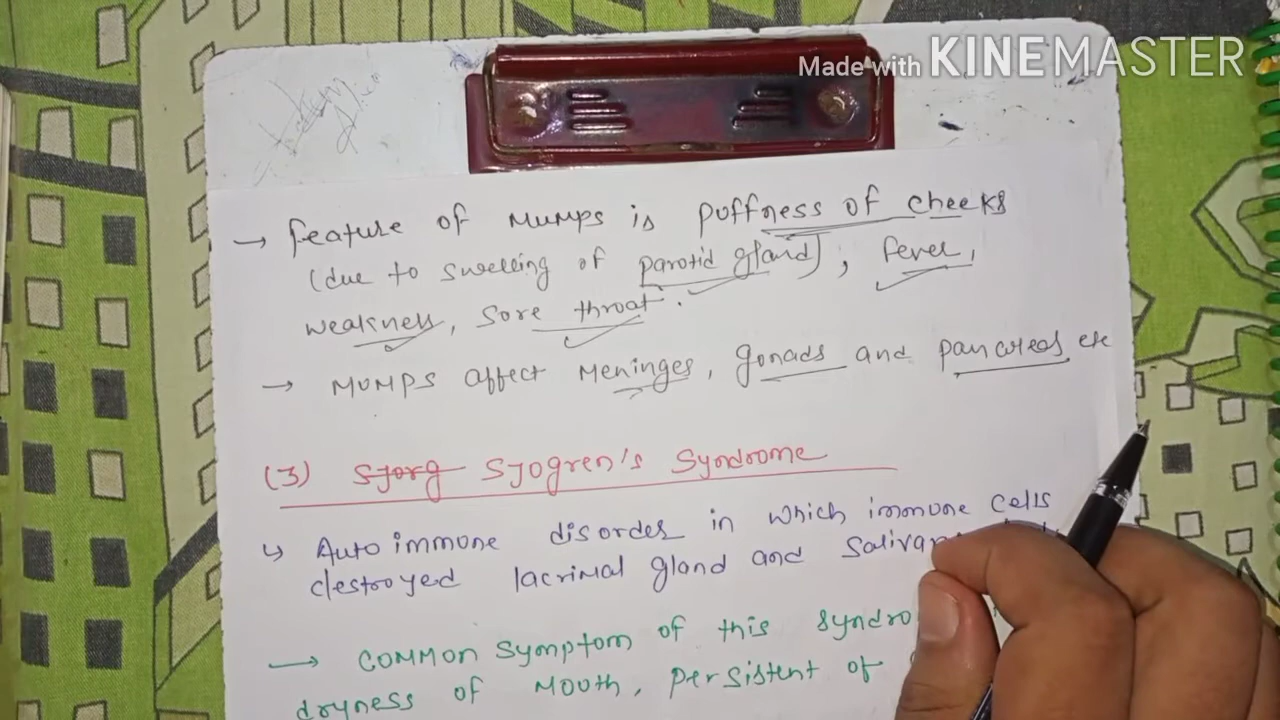 Made with KINEMASTER
→ feature of Mumps is puffness of cheeks
(due to swelling of parotid gland), fever,
weakness, sore throat.
→ MUMPS affect Meninges, gonads and pancreas etc
(3) Sjorg Sjogren's Syndrome
↳ Auto immune disorder in which immune cells
destroyed lacrimal gland and
→ COMMON symptom of this
dryness of Mouth, persistent of